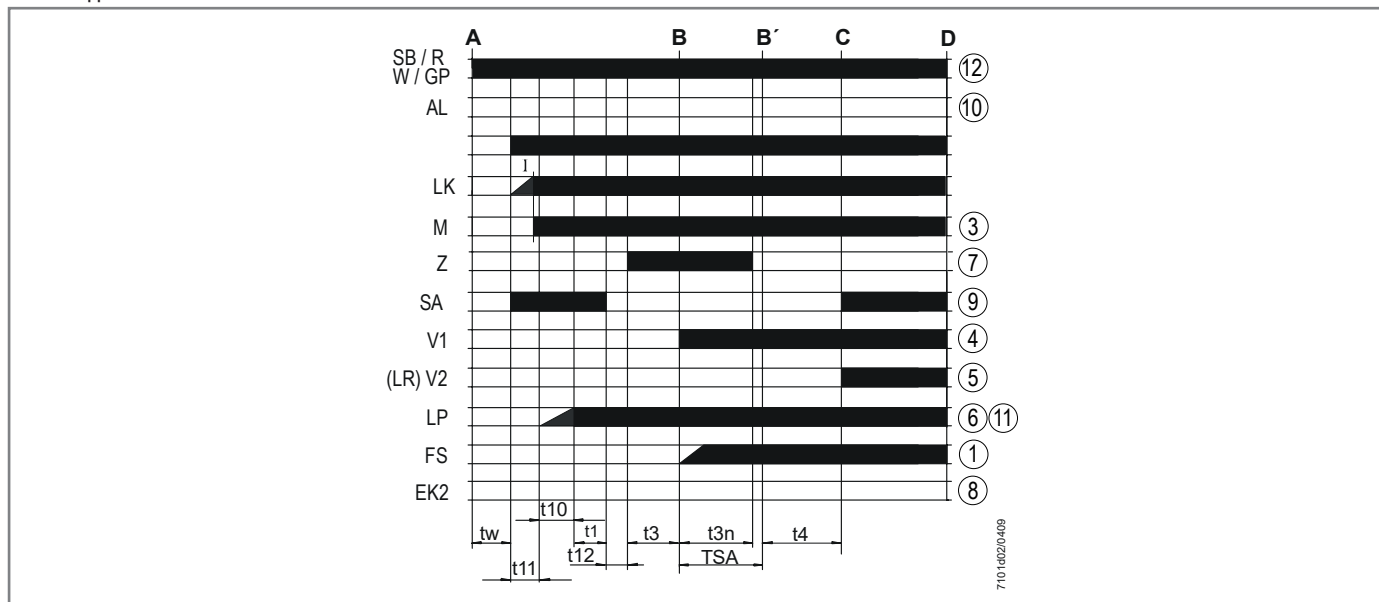 A B B´ C D
SB / R
W / GP ⑫
AL ⑩
I
LK
M ③
Z ⑦
SA ⑨
V1 ④
(LR) V2 ⑤
LP ⑥⑪
FS ①
EK2 ⑧
t10
tw t1 t3 t3n t4
t12 TSA
t11
7101d02/0409